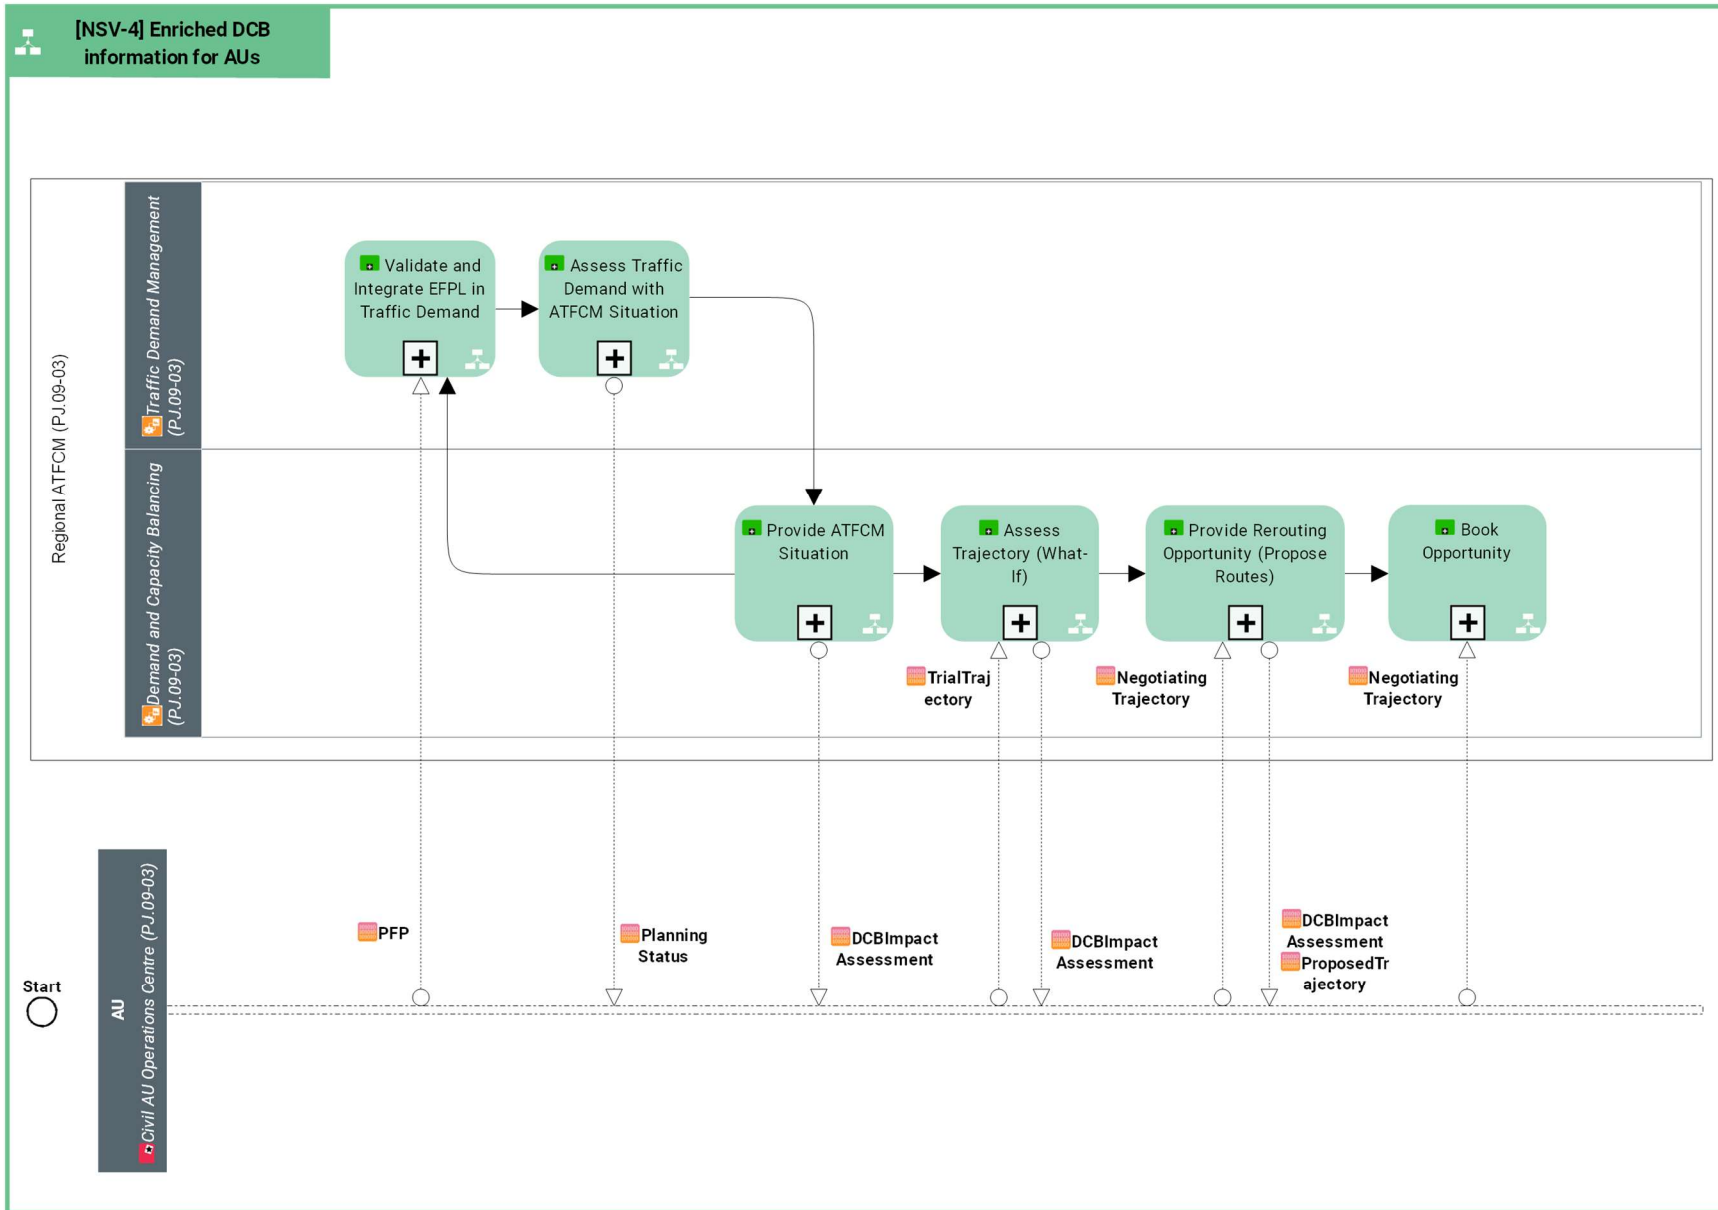 [NSV-4] Enriched DCB
information for AUs
Regional ATFCM (PJ.09-03)
Traffic Demand Management
(PJ.09-03)
Validate and
Integrate EFPL in
Traffic Demand
Assess Traffic
Demand with
ATFCM Situation
Demand and Capacity Balancing
(PJ.09-03)
Provide ATFCM
Situation
Assess
Trajectory (What-
If)
Provide Rerouting
Opportunity (Propose
Routes)
Book
Opportunity
TrialTraj
ectory
Negotiating
Trajectory
Negotiating
Trajectory
PFP
Planning
Status
DCBImpact
Assessment
DCBImpact
Assessment
DCBImpact
Assessment
ProposedTr
ajectory
Start
AU
Civil AU Operations Centre (PJ.09-03)